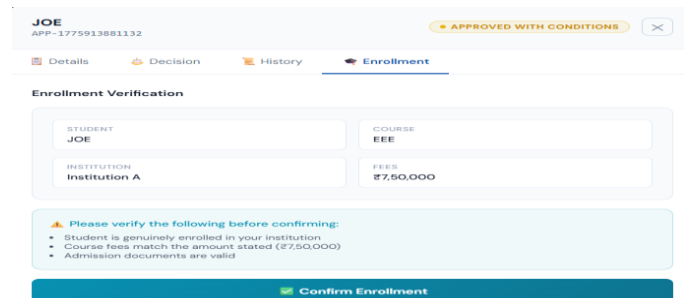 JOE
APP-1775913881132
APPROVED WITH CONDITIONS
Details Decision History Enrollment
Enrollment Verification
STUDENT COURSE
JOE EEE
INSTITUTION FEES
Institution A ₹7,50,000
Please verify the following before confirming:
• Student is genuinely enrolled in your institution
• Course fees match the amount stated (₹7,50,000)
• Admission documents are valid
Confirm Enrollment